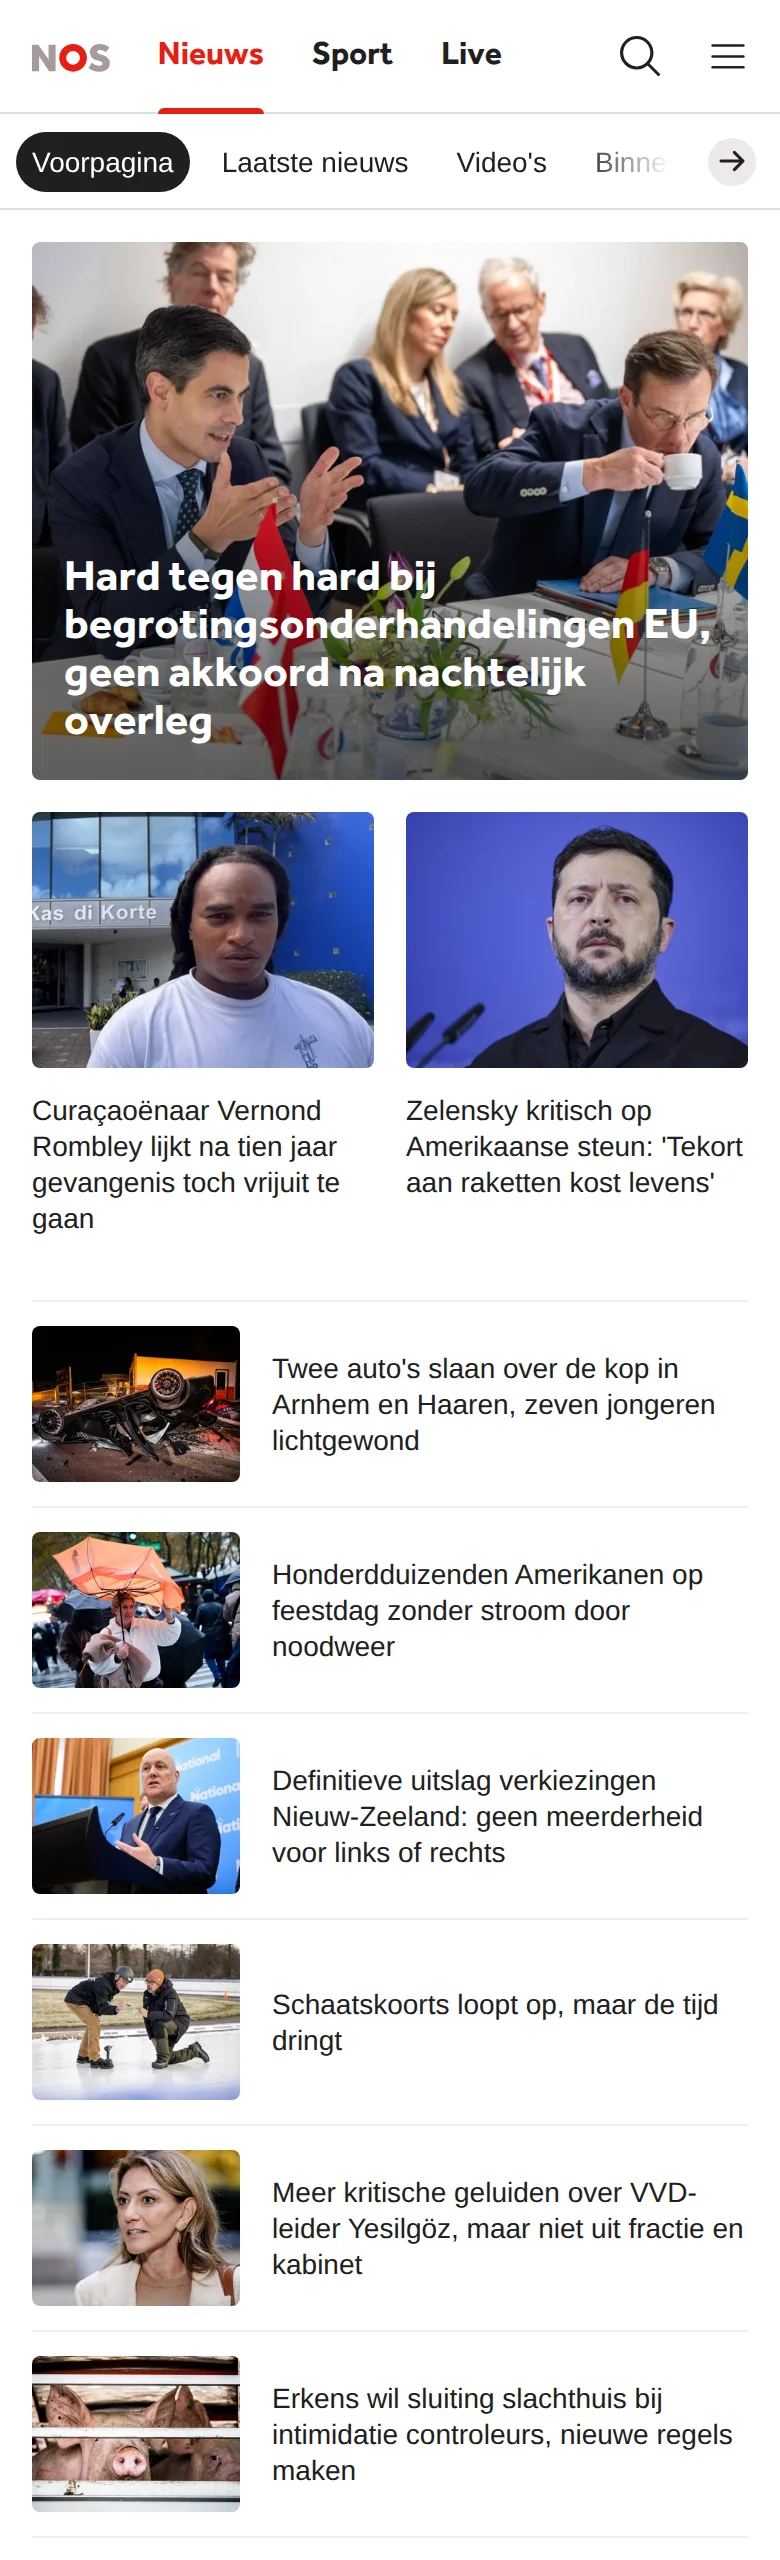 NOS Nieuws Sport Live
Voorpagina Laatste nieuws Video's Binne
Hard tegen hard bij
begrotingsonderhandelingen EU,
geen akkoord na nachtelijk
overleg
Kas di Korte
Curaçaoënaar Vernond
Rombley lijkt na tien jaar
gevangenis toch vrijuit te
gaan
Zelensky kritisch op
Amerikaanse steun: 'Tekort
aan raketten kost levens'
Twee auto's slaan over de kop in
Arnhem en Haaren, zeven jongeren
lichtgewond
Honderdduizenden Amerikanen op
feestdag zonder stroom door
noodweer
National
Nationa
Definitieve uitslag verkiezingen
Nieuw-Zeeland: geen meerderheid
voor links of rechts
Schaatskoorts loopt op, maar de tijd
dringt
Meer kritische geluiden over VVD-
leider Yesilgöz, maar niet uit fractie en
kabinet
Erkens wil sluiting slachthuis bij
intimidatie controleurs, nieuwe regels
maken